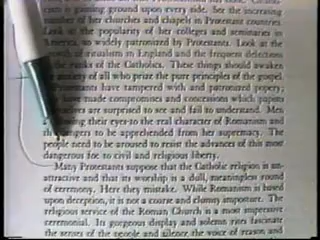 cism is gaining ground upon every side. See the increasing
number of her churches and chapels in Protestant countries.
Look at the popularity of her colleges and seminaries in
America, so widely patronized by Protestants. Look at the
growth of ritualism in England and the frequent defections
the ranks of the Catholics. These things should awaken
anxiety of all who prize the pure principles of the gospel.
Protestants have tampered with and patronized popery;
have made compromises and concessions which papists
are surprised to see and fail to understand. Men
their eyes to the real character of Romanism and
dangers to be apprehended from her supremacy. The
people need to be aroused to resist the advances of this most
dangerous foe to civil and religious liberty.
Many Protestants suppose that the Catholic religion is un-
attractive and that its worship is a dull, meaningless round
of ceremony. Here they mistake. While Romanism is based
upon deception, it is not a coarse and clumsy imposture. The
religious service of the Roman Church is a most impressive
ceremonial. Its gorgeous display and solemn rites fascinate
the senses of the people and silence the voice of reason and